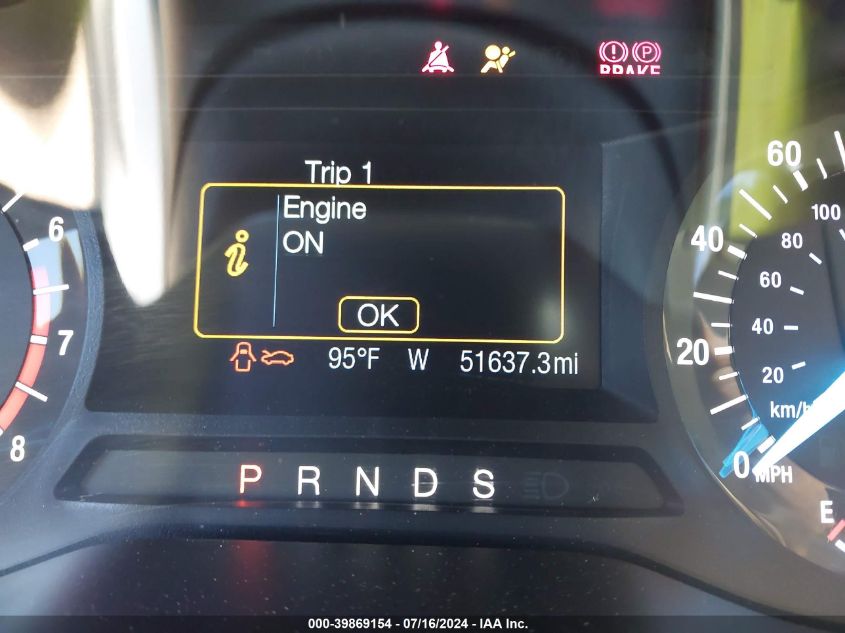 BRAKE
Trip 1
Engine
ON
OK
95°F W 51637.3mi
6
7
8
60
40
20
0
MPH
100
80
60
40
20
km/h
E
P R N D S
000-39869154 / 07/16/2024 - IAA Inc.